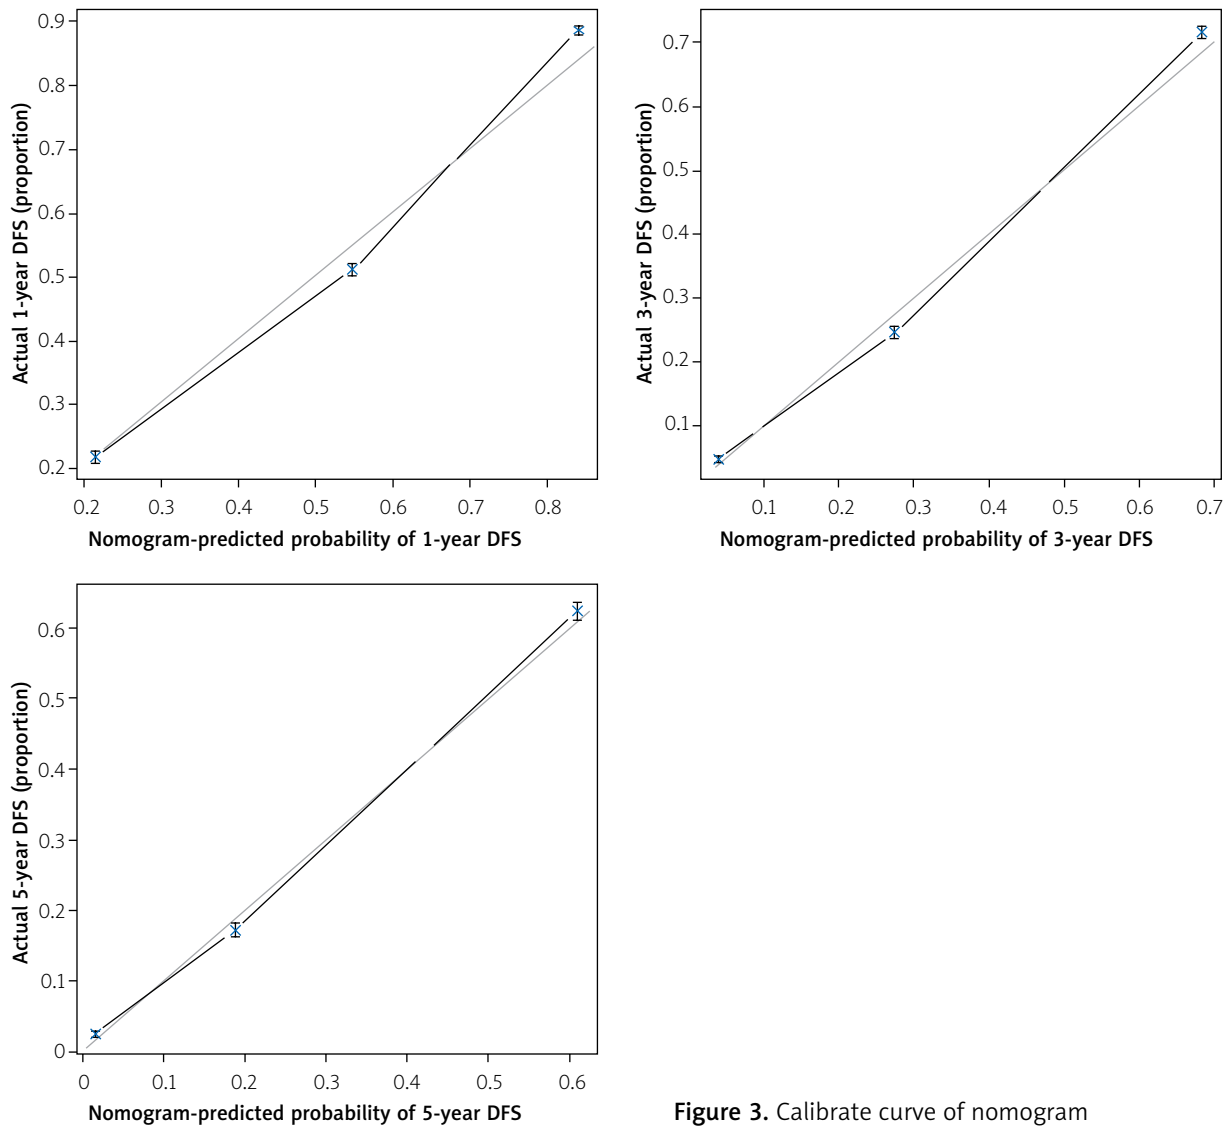 0.9
0.8
0.7
0.6
0.5
0.4
0.3
0.2
Actual 1-year DFS (proportion)
0.2 0.3 0.4 0.5 0.6 0.7 0.8
Nomogram-predicted probability of 1-year DFS
0.7
0.6
0.5
0.4
0.3
0.2
0.1
Actual 3-year DFS (proportion)
0.1 0.2 0.3 0.4 0.5 0.6 0.7
Nomogram-predicted probability of 3-year DFS
0.6
0.5
0.4
0.3
0.2
0.1
0
Actual 5-year DFS (proportion)
0 0.1 0.2 0.3 0.4 0.5 0.6
Nomogram-predicted probability of 5-year DFS
Figure 3. Calibrate curve of nomogram